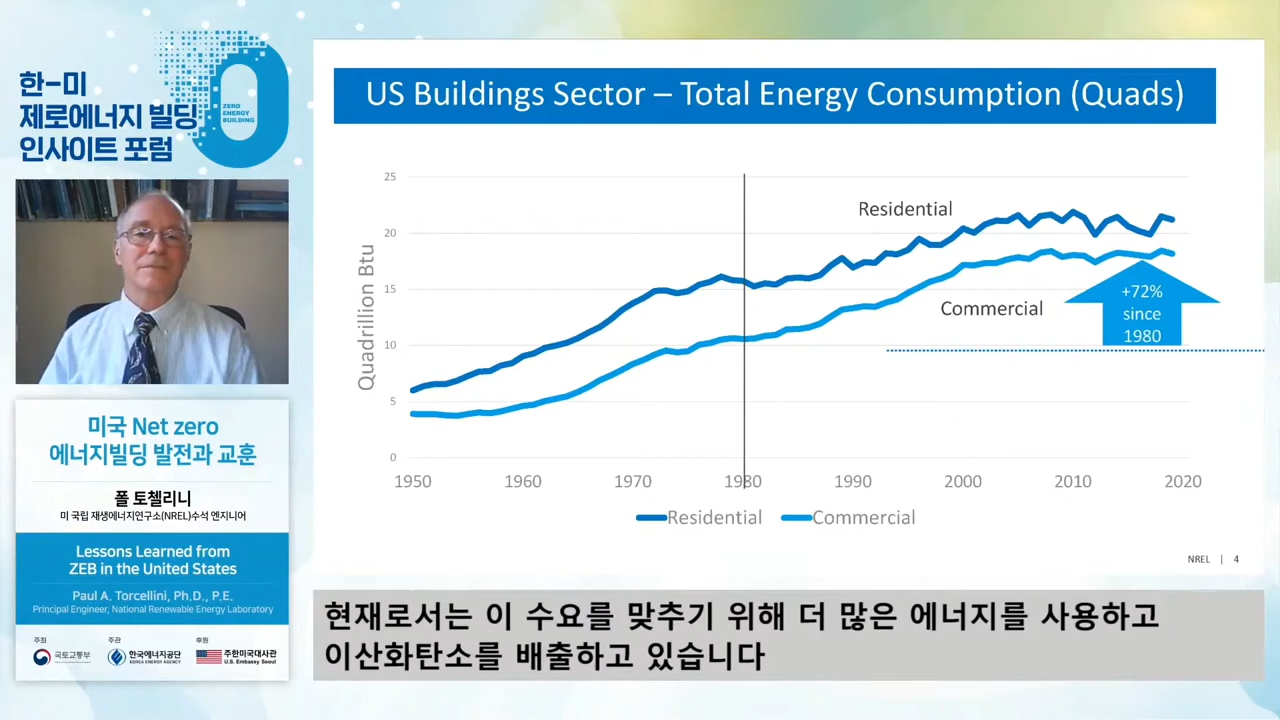 한-미
제로에너지 빌딩
인사이트 포럼
ZERO
ENERGY
BUILDING
미국 Net zero
에너지빌딩 발전과 교훈
폴 토첼리니
미 국립 재생에너지연구소(NREL)수석 엔지니어
Lessons Learned from
ZEB in the United States
Paul A. Torcellini, Ph.D., P.E.
Principal Engineer, National Renewable Energy Laboratory
주최 주관 후원
국토교통부 한국에너지공단 주한미국대사관
KOREA ENERGY AGENCY U.S. Embassy Seoul
US Buildings Sector – Total Energy Consumption (Quads)
Quadrillion Btu
25
20
15
10
5
0
Residential
Commercial
+72%
since
1980
1950 1960 1970 1980 1990 2000 2010 2020
Residential Commercial
NREL | 4
현재로서는 이 수요를 맞추기 위해 더 많은 에너지를 사용하고
이산화탄소를 배출하고 있습니다